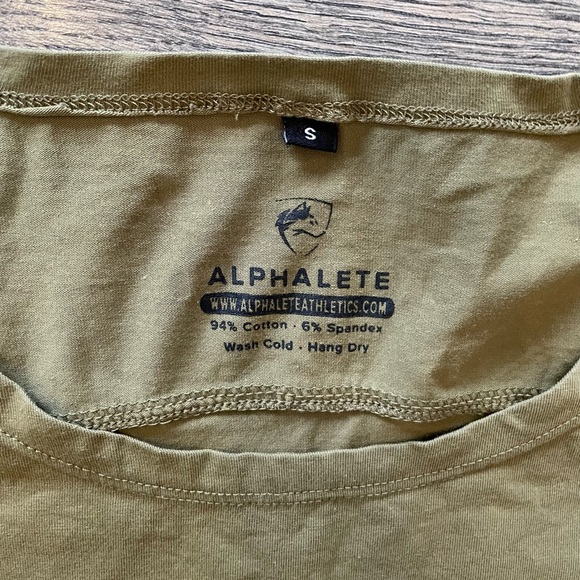 S
ALPHALETE
WWW.ALPHALETEATHLETICS.COM
94% Cotton · 6% Spandex
Wash Cold · Hang Dry